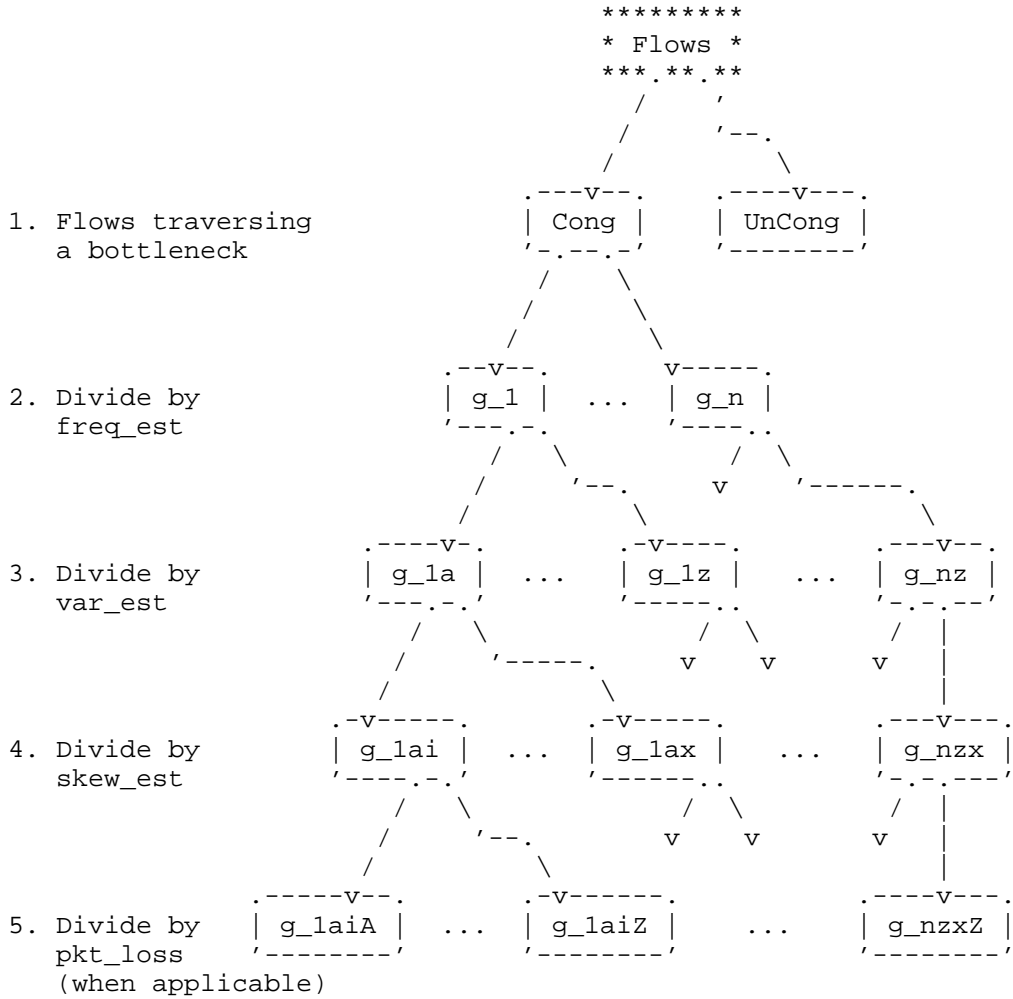 *********
* Flows *
***.**.**
/ '
/ '--.
/ \
.---v--. .----v---.
1. Flows traversing | Cong | | UnCong |
a bottleneck '-.--.-' '--------'
/ \
/ \
/ \
.--v--. v-----.
2. Divide by | g_1 | ... | g_n |
freq_est '---.-. '----..
/ \ / \
/ '--. v '------.
/ \ \
.----v-. .-v----. .---v--.
3. Divide by | g_1a | ... | g_1z | ... | g_nz |
var_est '---.-.' '-----.. '-.-.--'
/ \ / \ / |
/ '-----. v v v |
/ \ |
.-v-----. .-v-----. .---v---.
4. Divide by | g_1ai | ... | g_1ax | ... | g_nzx |
skew_est '----.-.' '------.. '-.-.---'
/ \ / \ / |
/ '--. v v v |
/ \ |
.-----v--. .-v------. .----v---.
5. Divide by | g_1aiA | ... | g_1aiZ | ... | g_nzxZ |
pkt_loss '--------' '--------' '--------'
(when applicable)